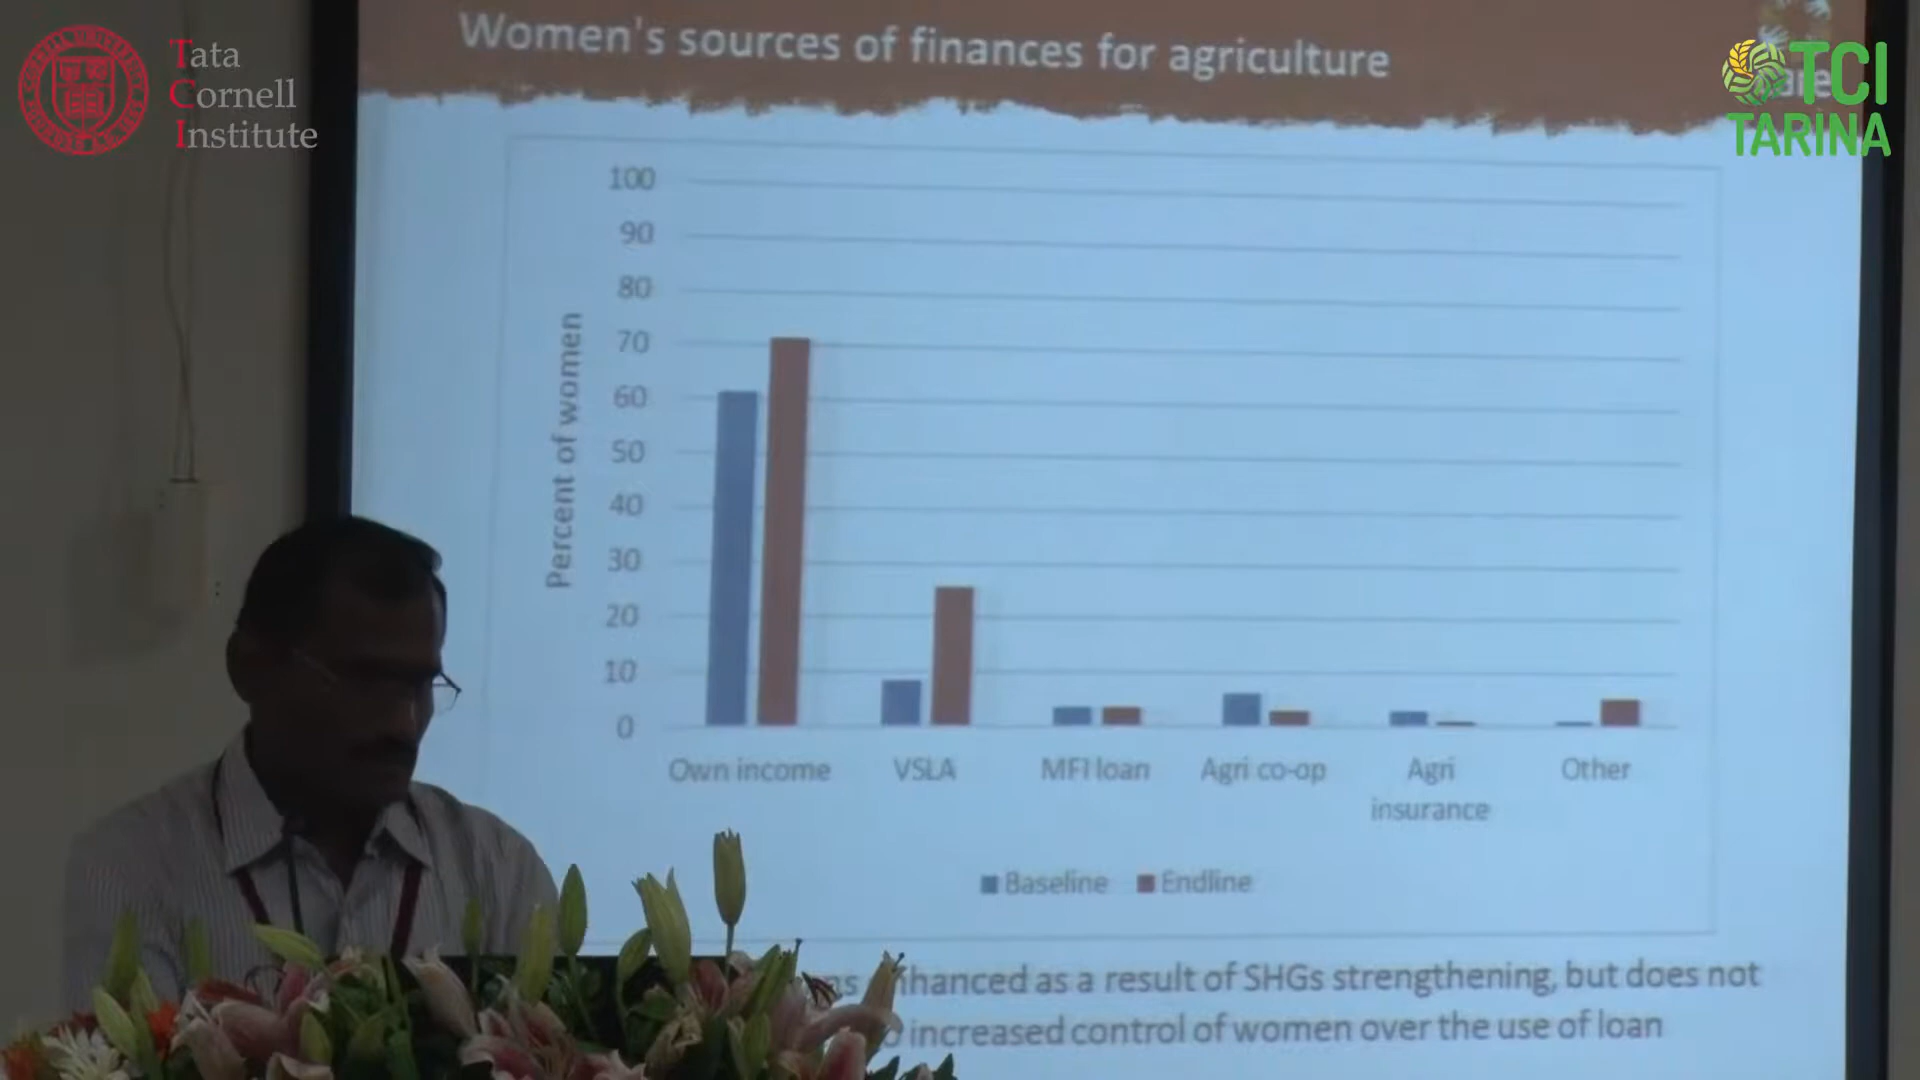 Tata
Cornell
Institute
Women's sources of finances for agriculture
TCI
TARINA
Percent of women
100
90
80
70
60
50
40
30
20
10
0
Own income
VSLA
MFI loan
Agri co-op
Agri
insurance
Other
Baseline
Endline
enhanced as a result of SHGs strengthening, but does not
increased control of women over the use of loan